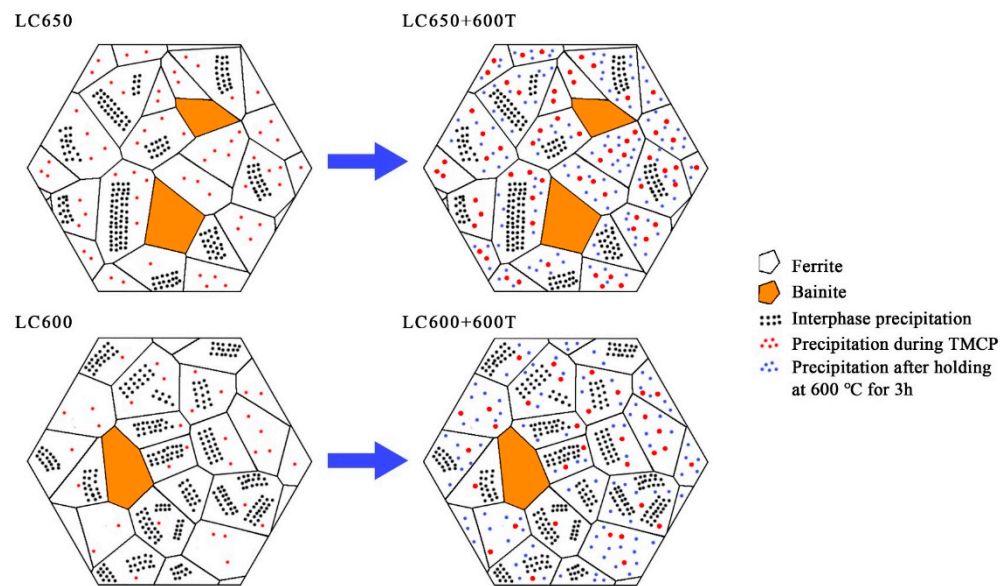 LC650
LC650+600T
LC600
LC600+600T
Ferrite
Bainite
Interphase precipitation
Precipitation during TMCP
Precipitation after holding
at 600 ℃ for 3h